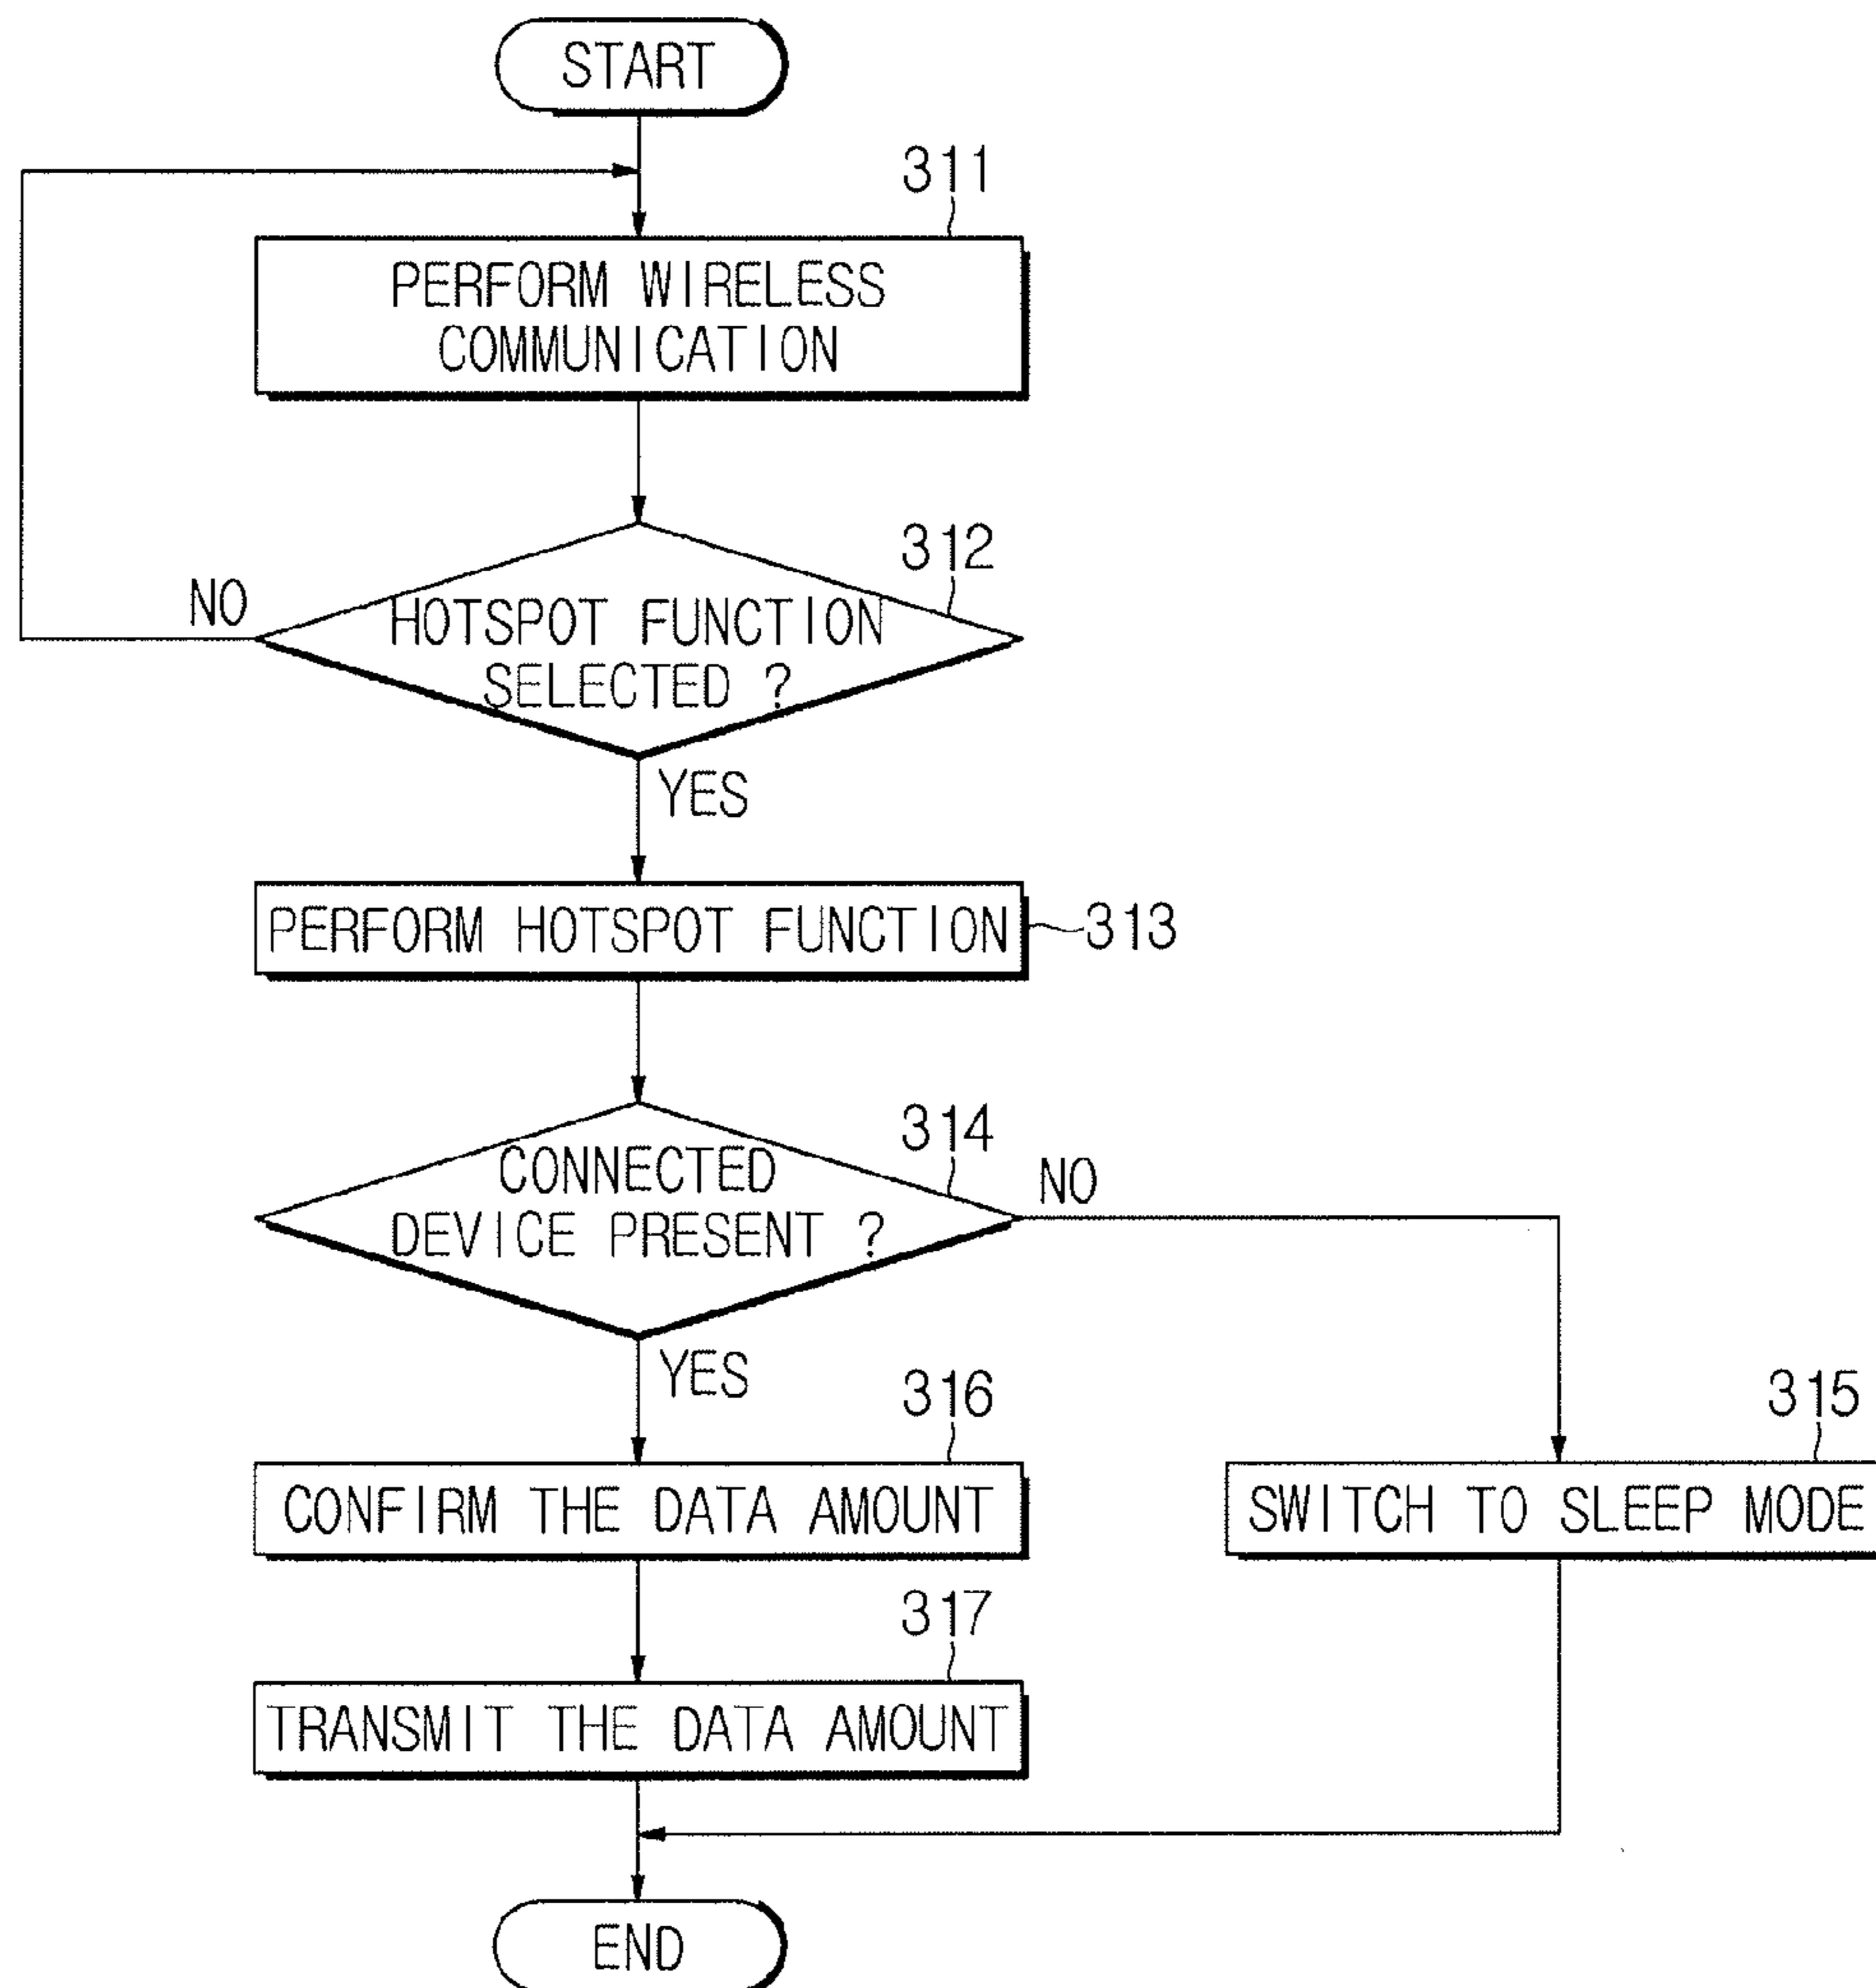 START
311
PERFORM WIRELESS
COMMUNICATION
312
NO
HOTSPOT FUNCTION
SELECTED ?
YES
PERFORM HOTSPOT FUNCTION
313
314
CONNECTED
DEVICE PRESENT ?
NO
YES
316
315
CONFIRM THE DATA AMOUNT
SWITCH TO SLEEP MODE
317
TRANSMIT THE DATA AMOUNT
END